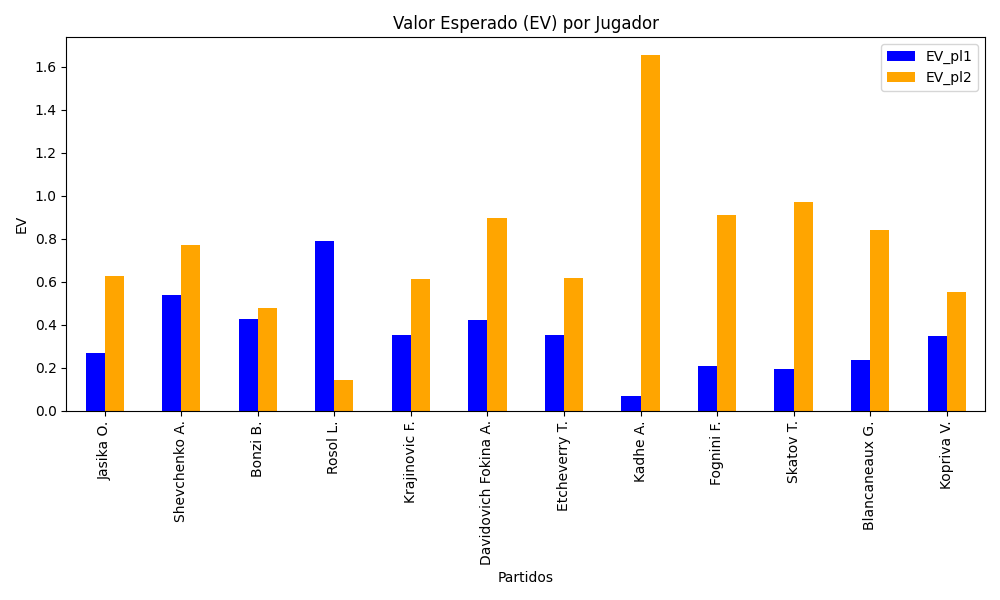 Valor Esperado (EV) por Jugador
EV_pl1
EV_pl2
EV
1.6
1.4
1.2
1.0
0.8
0.6
0.4
0.2
0.0
Jasika O.
Shevchenko A.
Bonzi B.
Rosol L.
Krajinovic F.
Davidovich Fokina A.
Etcheverry T.
Kadhe A.
Fognini F.
Skatov T.
Blancaneaux G.
Kopriva V.
Partidos